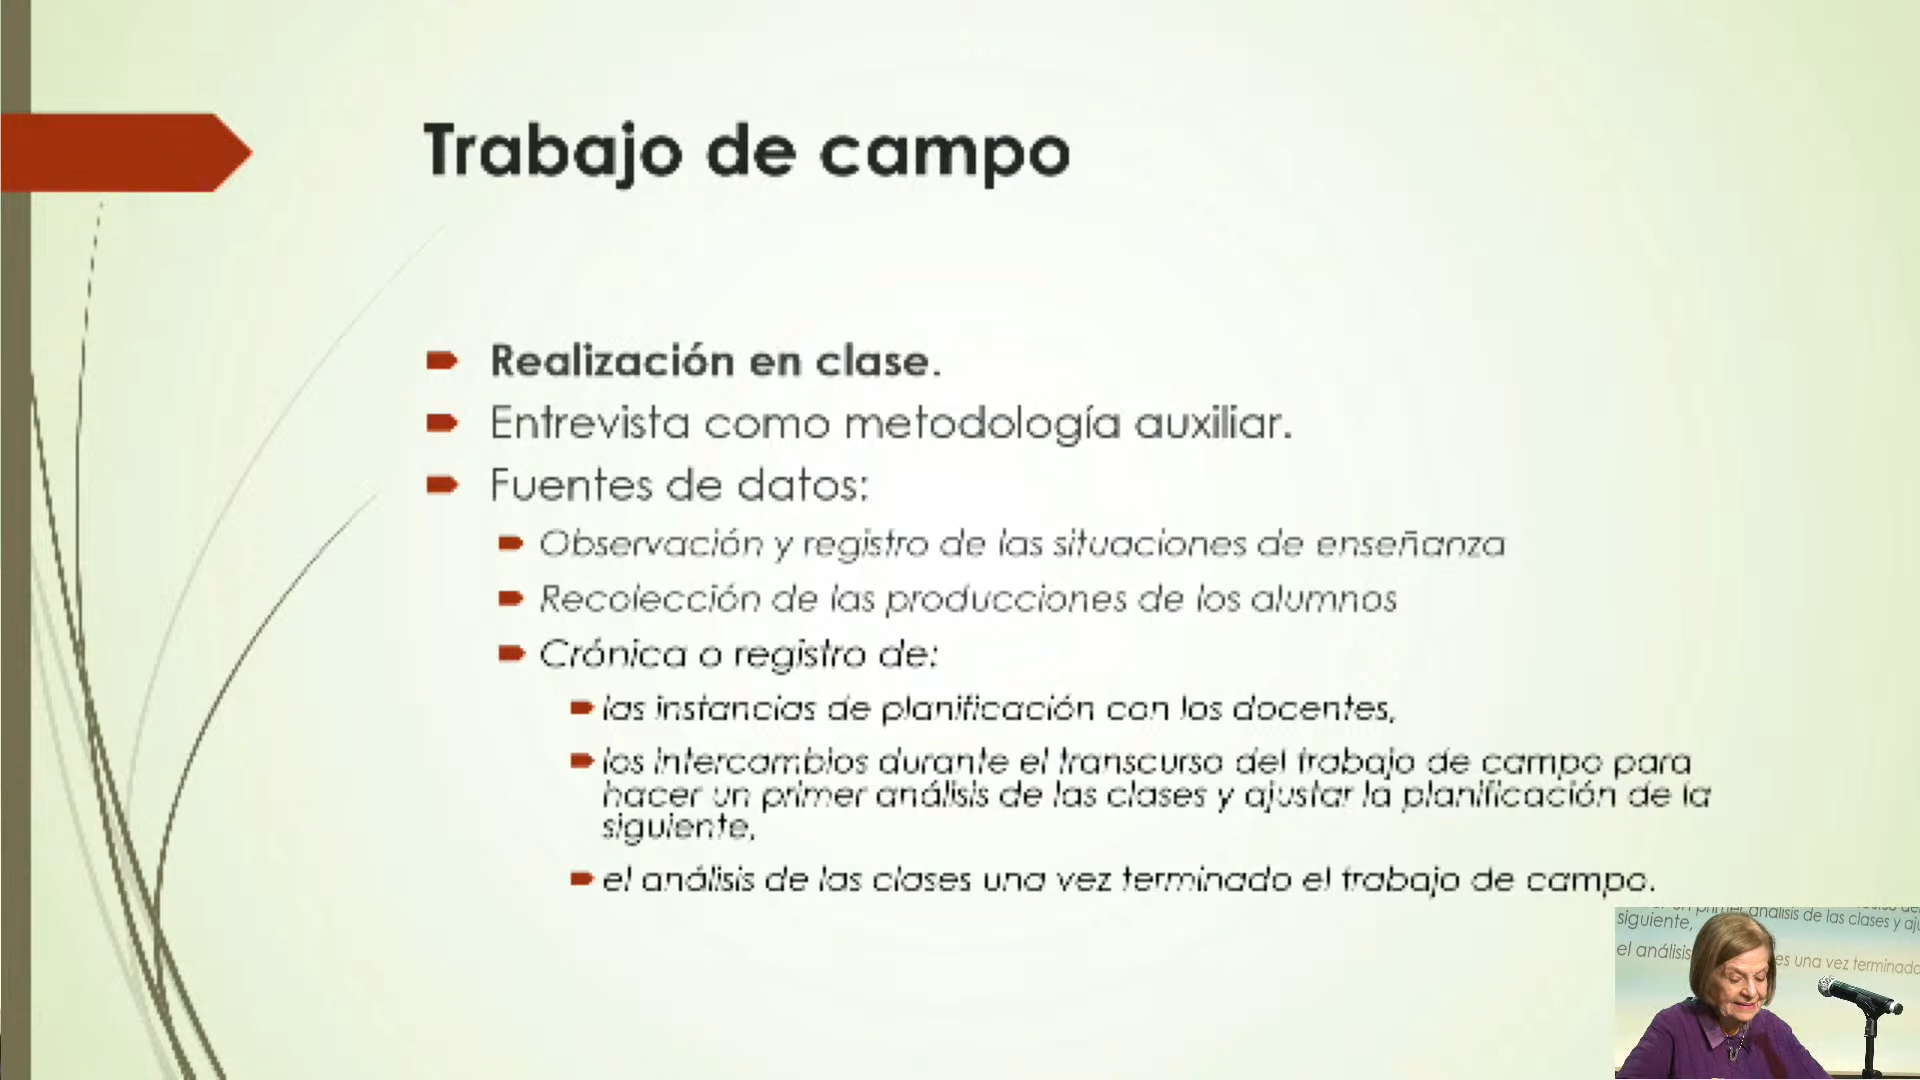 Trabajo de campo
Realización en clase.
Entrevista como metodología auxiliar.
Fuentes de datos:
Observación y registro de las situaciones de enseñanza
Recolección de las producciones de los alumnos
Crónica o registro de:
las instancias de planificación con los docentes,
los intercambios durante el transcurso del trabajo de campo para
hacer un primer análisis de las clases y ajustar la planificación de la
siguiente,
el análisis de las clases una vez terminado el trabajo de campo.
un primer análisis de las clases y
siguiente,
el análisis
es una vez terminado